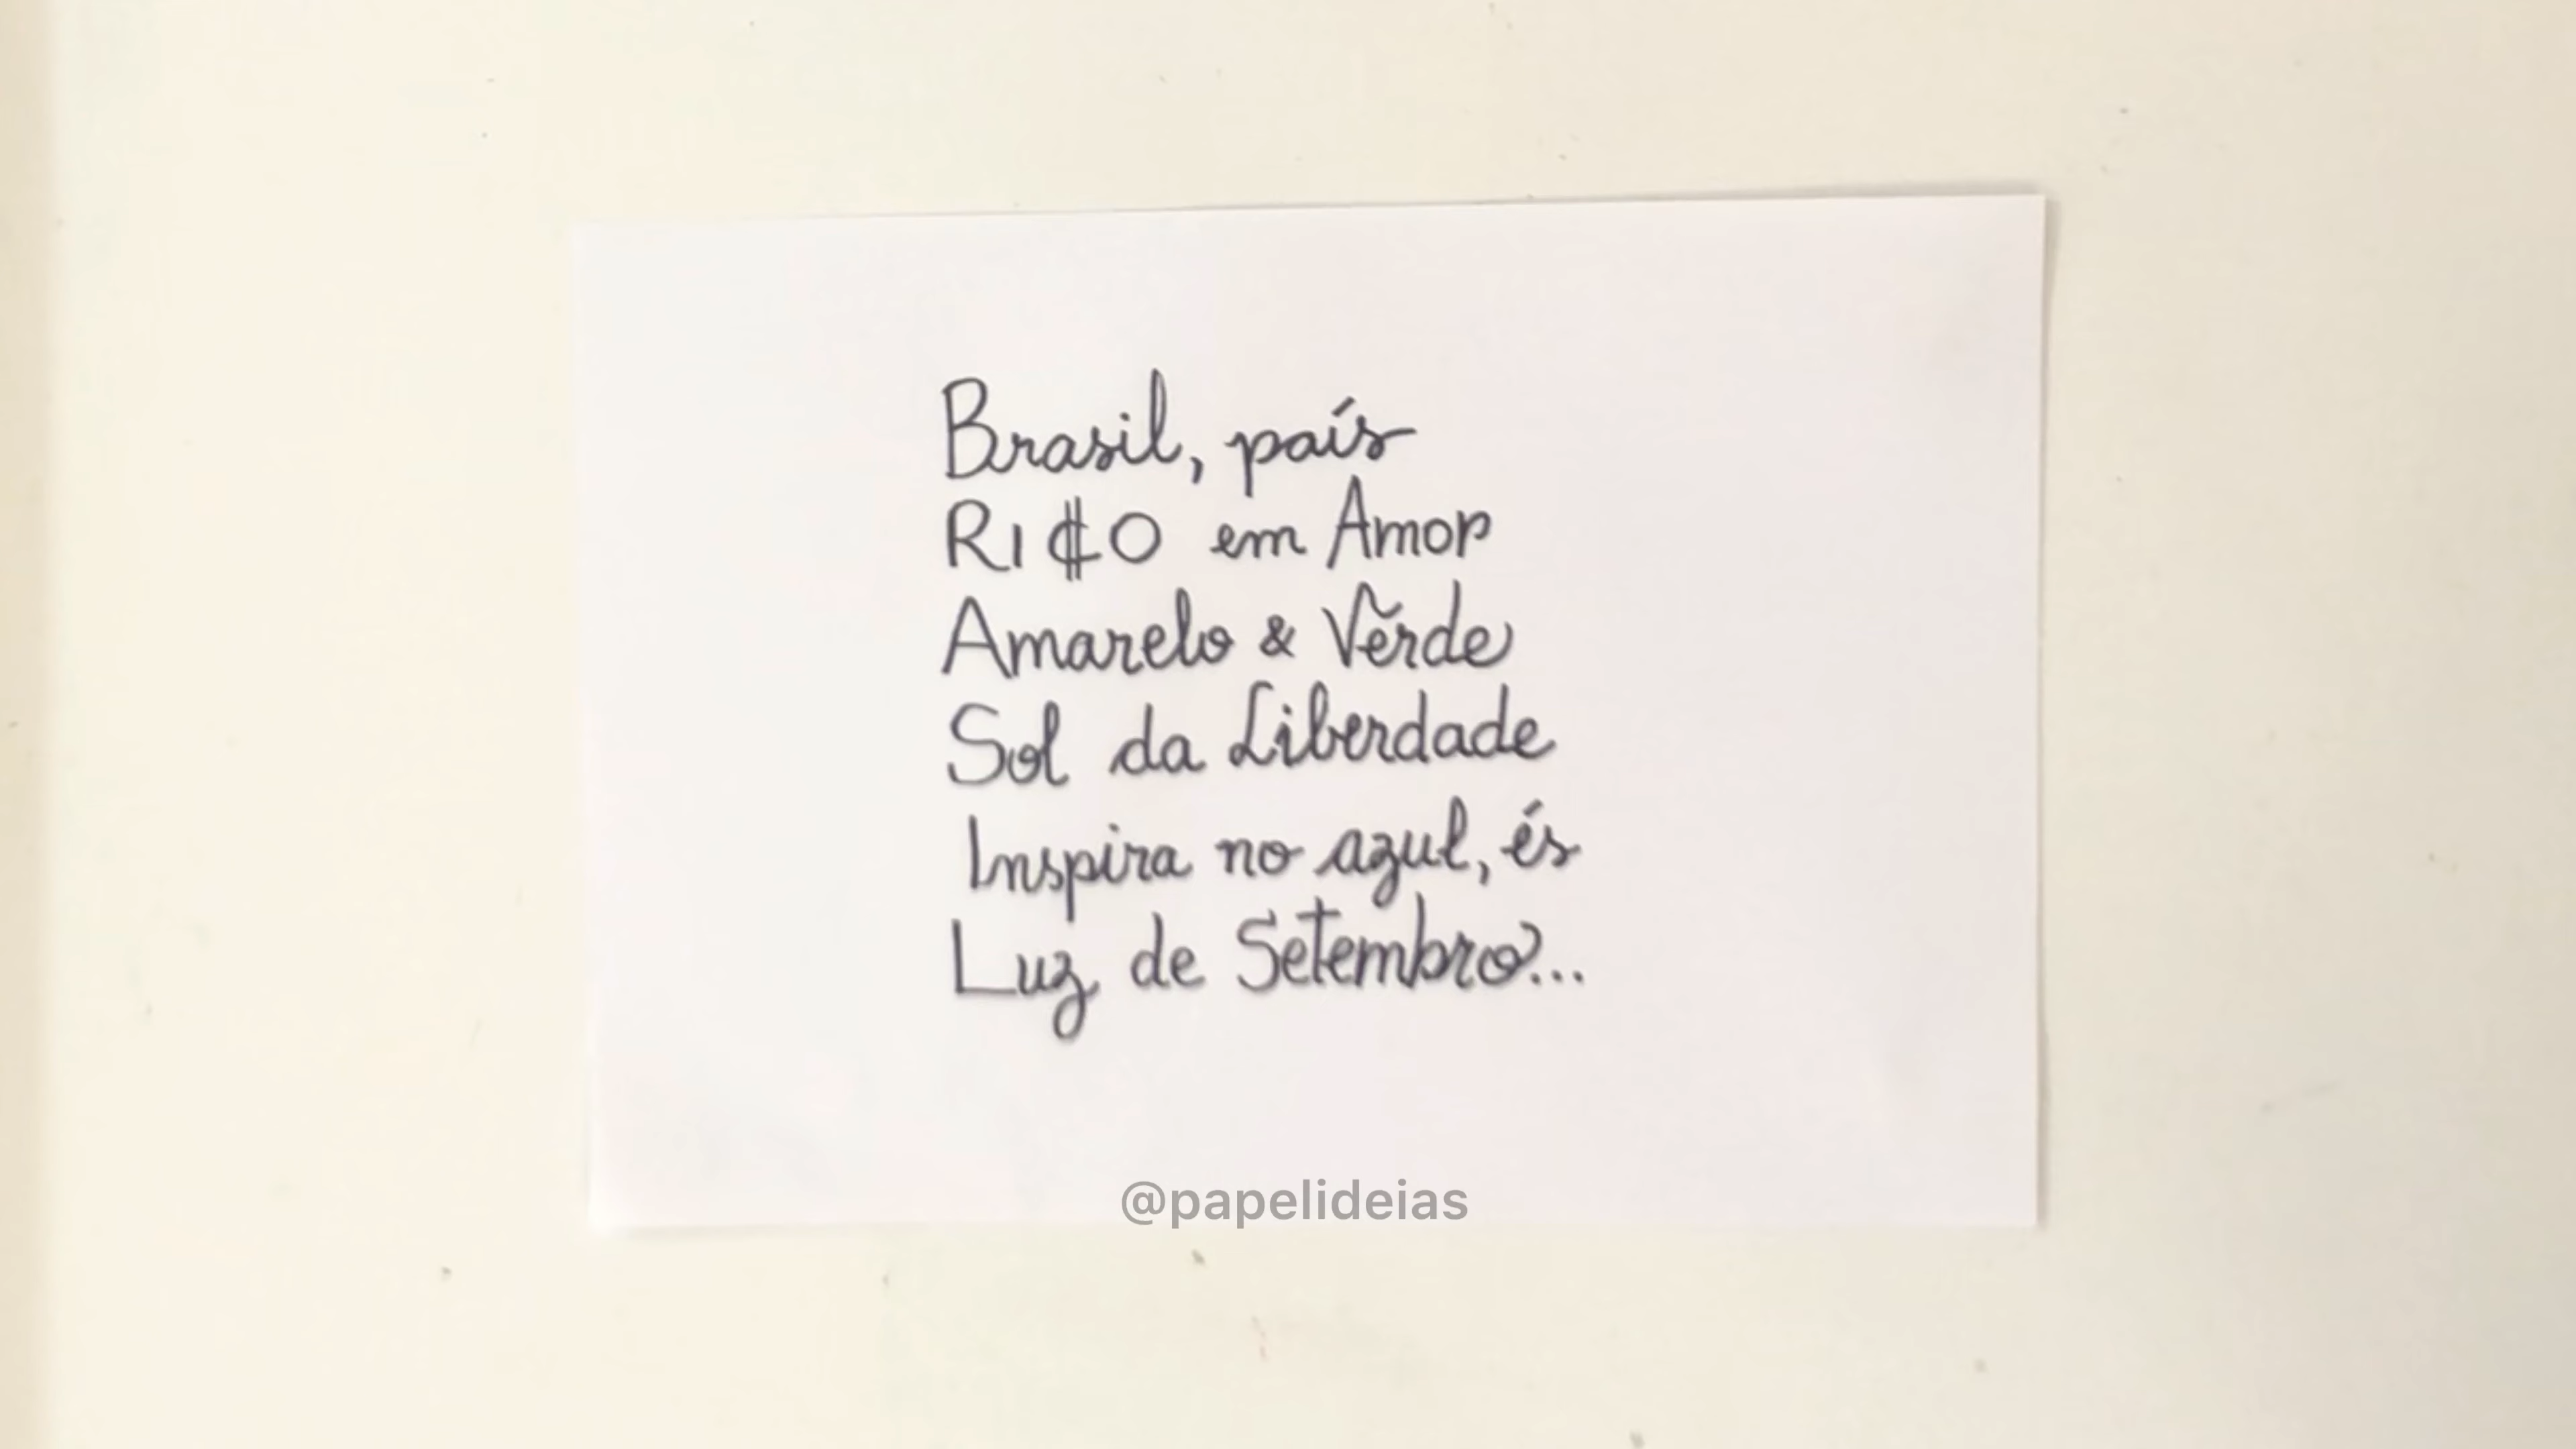 Brasil, país
RI₵O em Amor
Amarelo & Verde
Sol da Liberdade
Inspira no azul, és
Luz de Setembro...
@papelideias